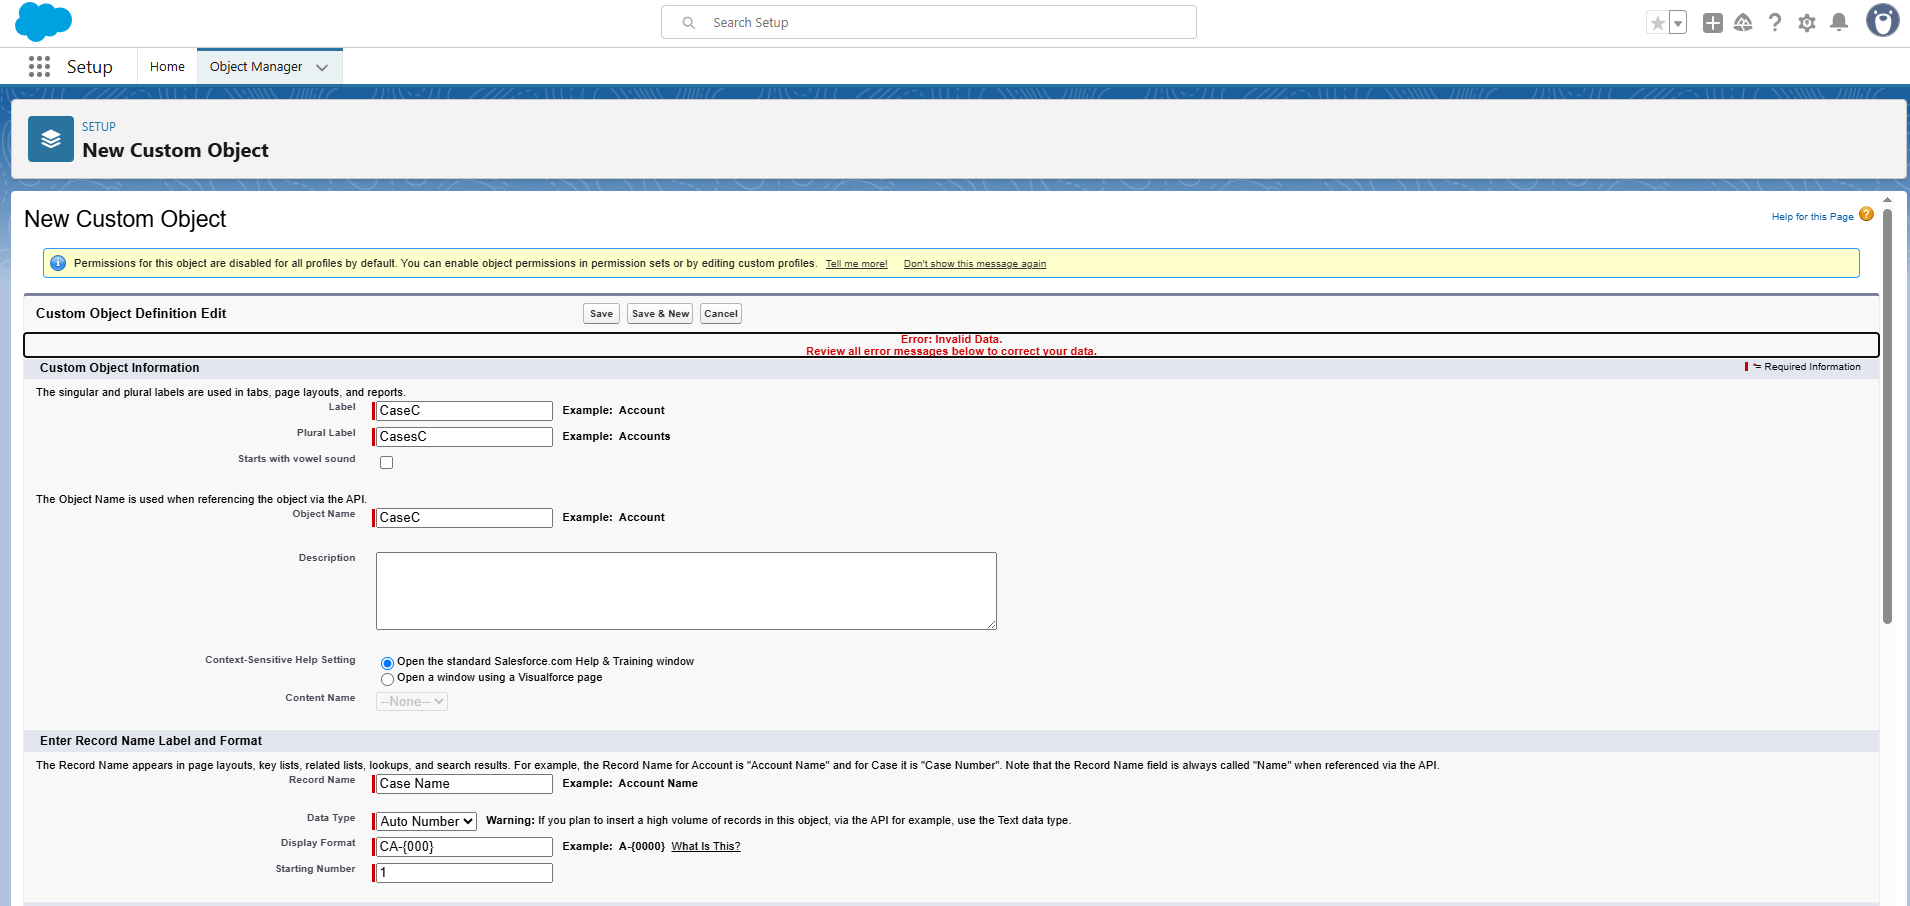 Search Setup
Setup
Home
Object Manager
SETUP
New Custom Object
New Custom Object
Help for this Page
Permissions for this object are disabled for all profiles by default. You can enable object permissions in permission sets or by editing custom profiles. Tell me more! Don't show this message again
Custom Object Definition Edit
Save
Save & New
Cancel
Error: Invalid Data.
Review all error messages below to correct your data.
Custom Object Information
= Required Information
The singular and plural labels are used in tabs, page layouts, and reports.
Label
CaseC
Example: Account
Plural Label
CasesC
Example: Accounts
Starts with vowel sound
The Object Name is used when referencing the object via the API.
Object Name
CaseC
Example: Account
Description
Context-Sensitive Help Setting
Open the standard Salesforce.com Help & Training window
Open a window using a Visualforce page
Content Name
--None--
Enter Record Name Label and Format
The Record Name appears in page layouts, key lists, related lists, lookups, and search results. For example, the Record Name for Account is "Account Name" and for Case it is "Case Number". Note that the Record Name field is always called "Name" when referenced via the API.
Record Name
Case Name
Example: Account Name
Data Type
Auto Number
Warning: If you plan to insert a high volume of records in this object, via the API for example, use the Text data type.
Display Format
CA-{000}
Example: A-{0000} What Is This?
Starting Number
1